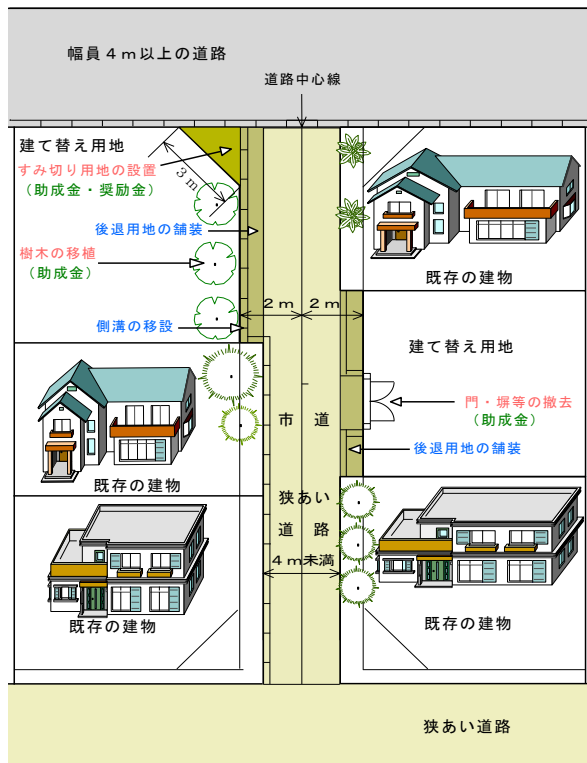 幅員４ｍ以上の道路
道路中心線
建て替え用地
すみ切り用地の設置
（助成金・奨励金）
3 m
後退用地の舗装
樹木の移植
（助成金）
側溝の移設
２ｍ
２ｍ
既存の建物
建て替え用地
門・塀等の撤去
（助成金）
後退用地の舗装
市道
既存の建物
狭あい
道路
４ｍ未満
既存の建物
既存の建物
狭あい道路